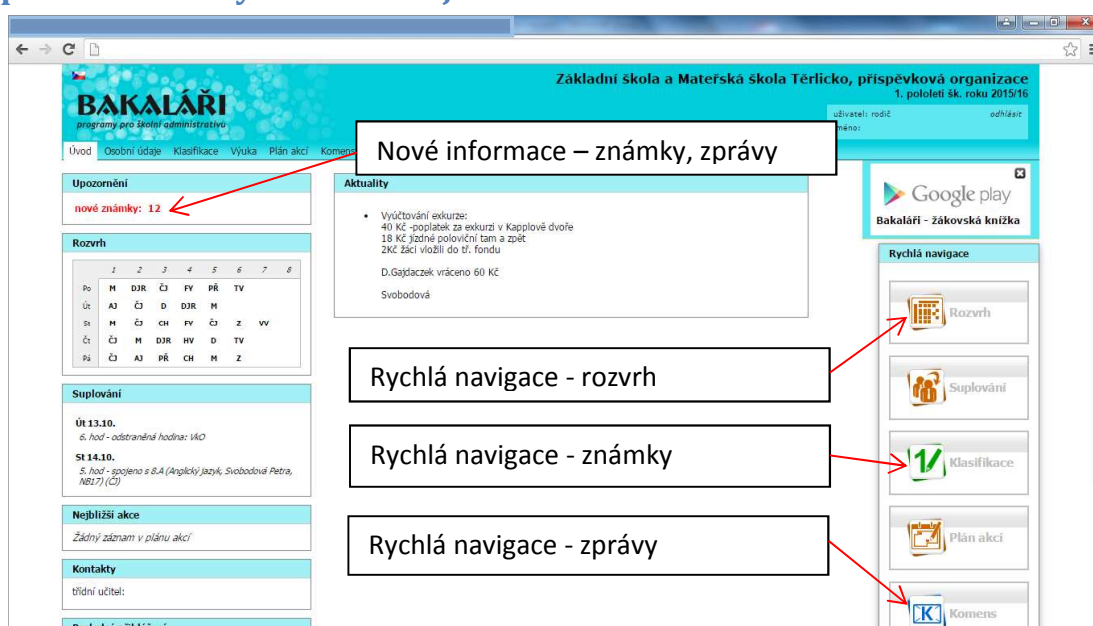 Základní škola a Mateřská škola Těrlicko, příspěvková organizace
1. pololetí šk. roku 2015/16
BAKALÁŘI
programy pro školní administrativu
uživatel: rodič odhlásit
jméno:
Úvod Osobní údaje Klasifikace Výuka Plán akcí Komens
Nové informace – známky, zprávy
Upozornění
nové známky: 12
Rozvrh
1 2 3 4 5 6 7 8
Po M DJR ČJ FY PŘ TV
Út AJ ČJ D DJR M
St M ČJ CH FY ČJ Z VV
Čt ČJ M DJR HV D TV
Pá ČJ AJ PŘ CH M Z
Suplování
Út 13.10.
6. hod - odstraněná hodina: VkO
St 14.10.
5. hod - spojeno s 8.A (Anglický jazyk, Svobodová Petra,
NB17) (ČJ)
Nejbližší akce
Žádný záznam v plánu akcí
Kontakty
třídní učitel:
Aktuality
• Vyúčtování exkurze:
40 Kč -poplatek za exkurzi v Kapplově dvoře
18 Kč jízdné poloviční tam a zpět
2Kč žáci vložili do tř. fondu
D.Gajdaczek vráceno 60 Kč
Svobodová
Rychlá navigace - rozvrh
Rychlá navigace - známky
Rychlá navigace - zprávy
Google play
Bakaláři - žákovská knížka
Rychlá navigace
Rozvrh
Suplování
Klasifikace
Plán akcí
Komens